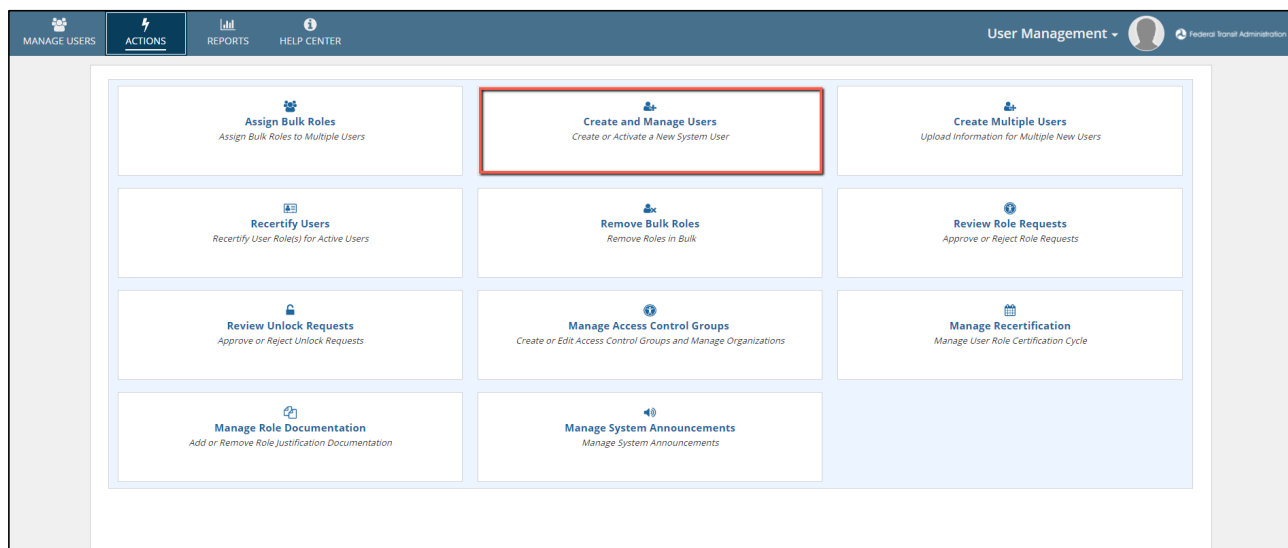 MANAGE USERS
ACTIONS
REPORTS
HELP CENTER
User Management
Federal Transit Administration
Assign Bulk Roles
Assign Bulk Roles to Multiple Users
Create and Manage Users
Create or Activate a New System User
Create Multiple Users
Upload Information for Multiple New Users
Recertify Users
Recertify User Role(s) for Active Users
Remove Bulk Roles
Remove Roles in Bulk
Review Role Requests
Approve or Reject Role Requests
Review Unlock Requests
Approve or Reject Unlock Requests
Manage Access Control Groups
Create or Edit Access Control Groups and Manage Organizations
Manage Recertification
Manage User Role Certification Cycle
Manage Role Documentation
Add or Remove Role Justification Documentation
Manage System Announcements
Manage System Announcements